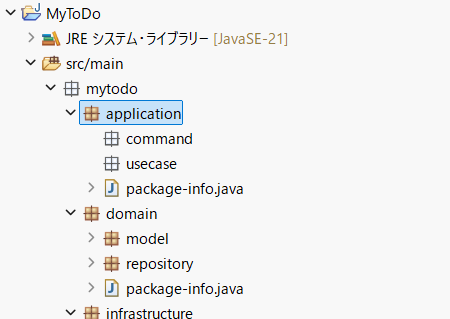 MyToDo
JRE システム・ライブラリー [JavaSE-21]
src/main
mytodo
application
command
usecase
package-info.java
domain
model
repository
package-info.java
infrastructure